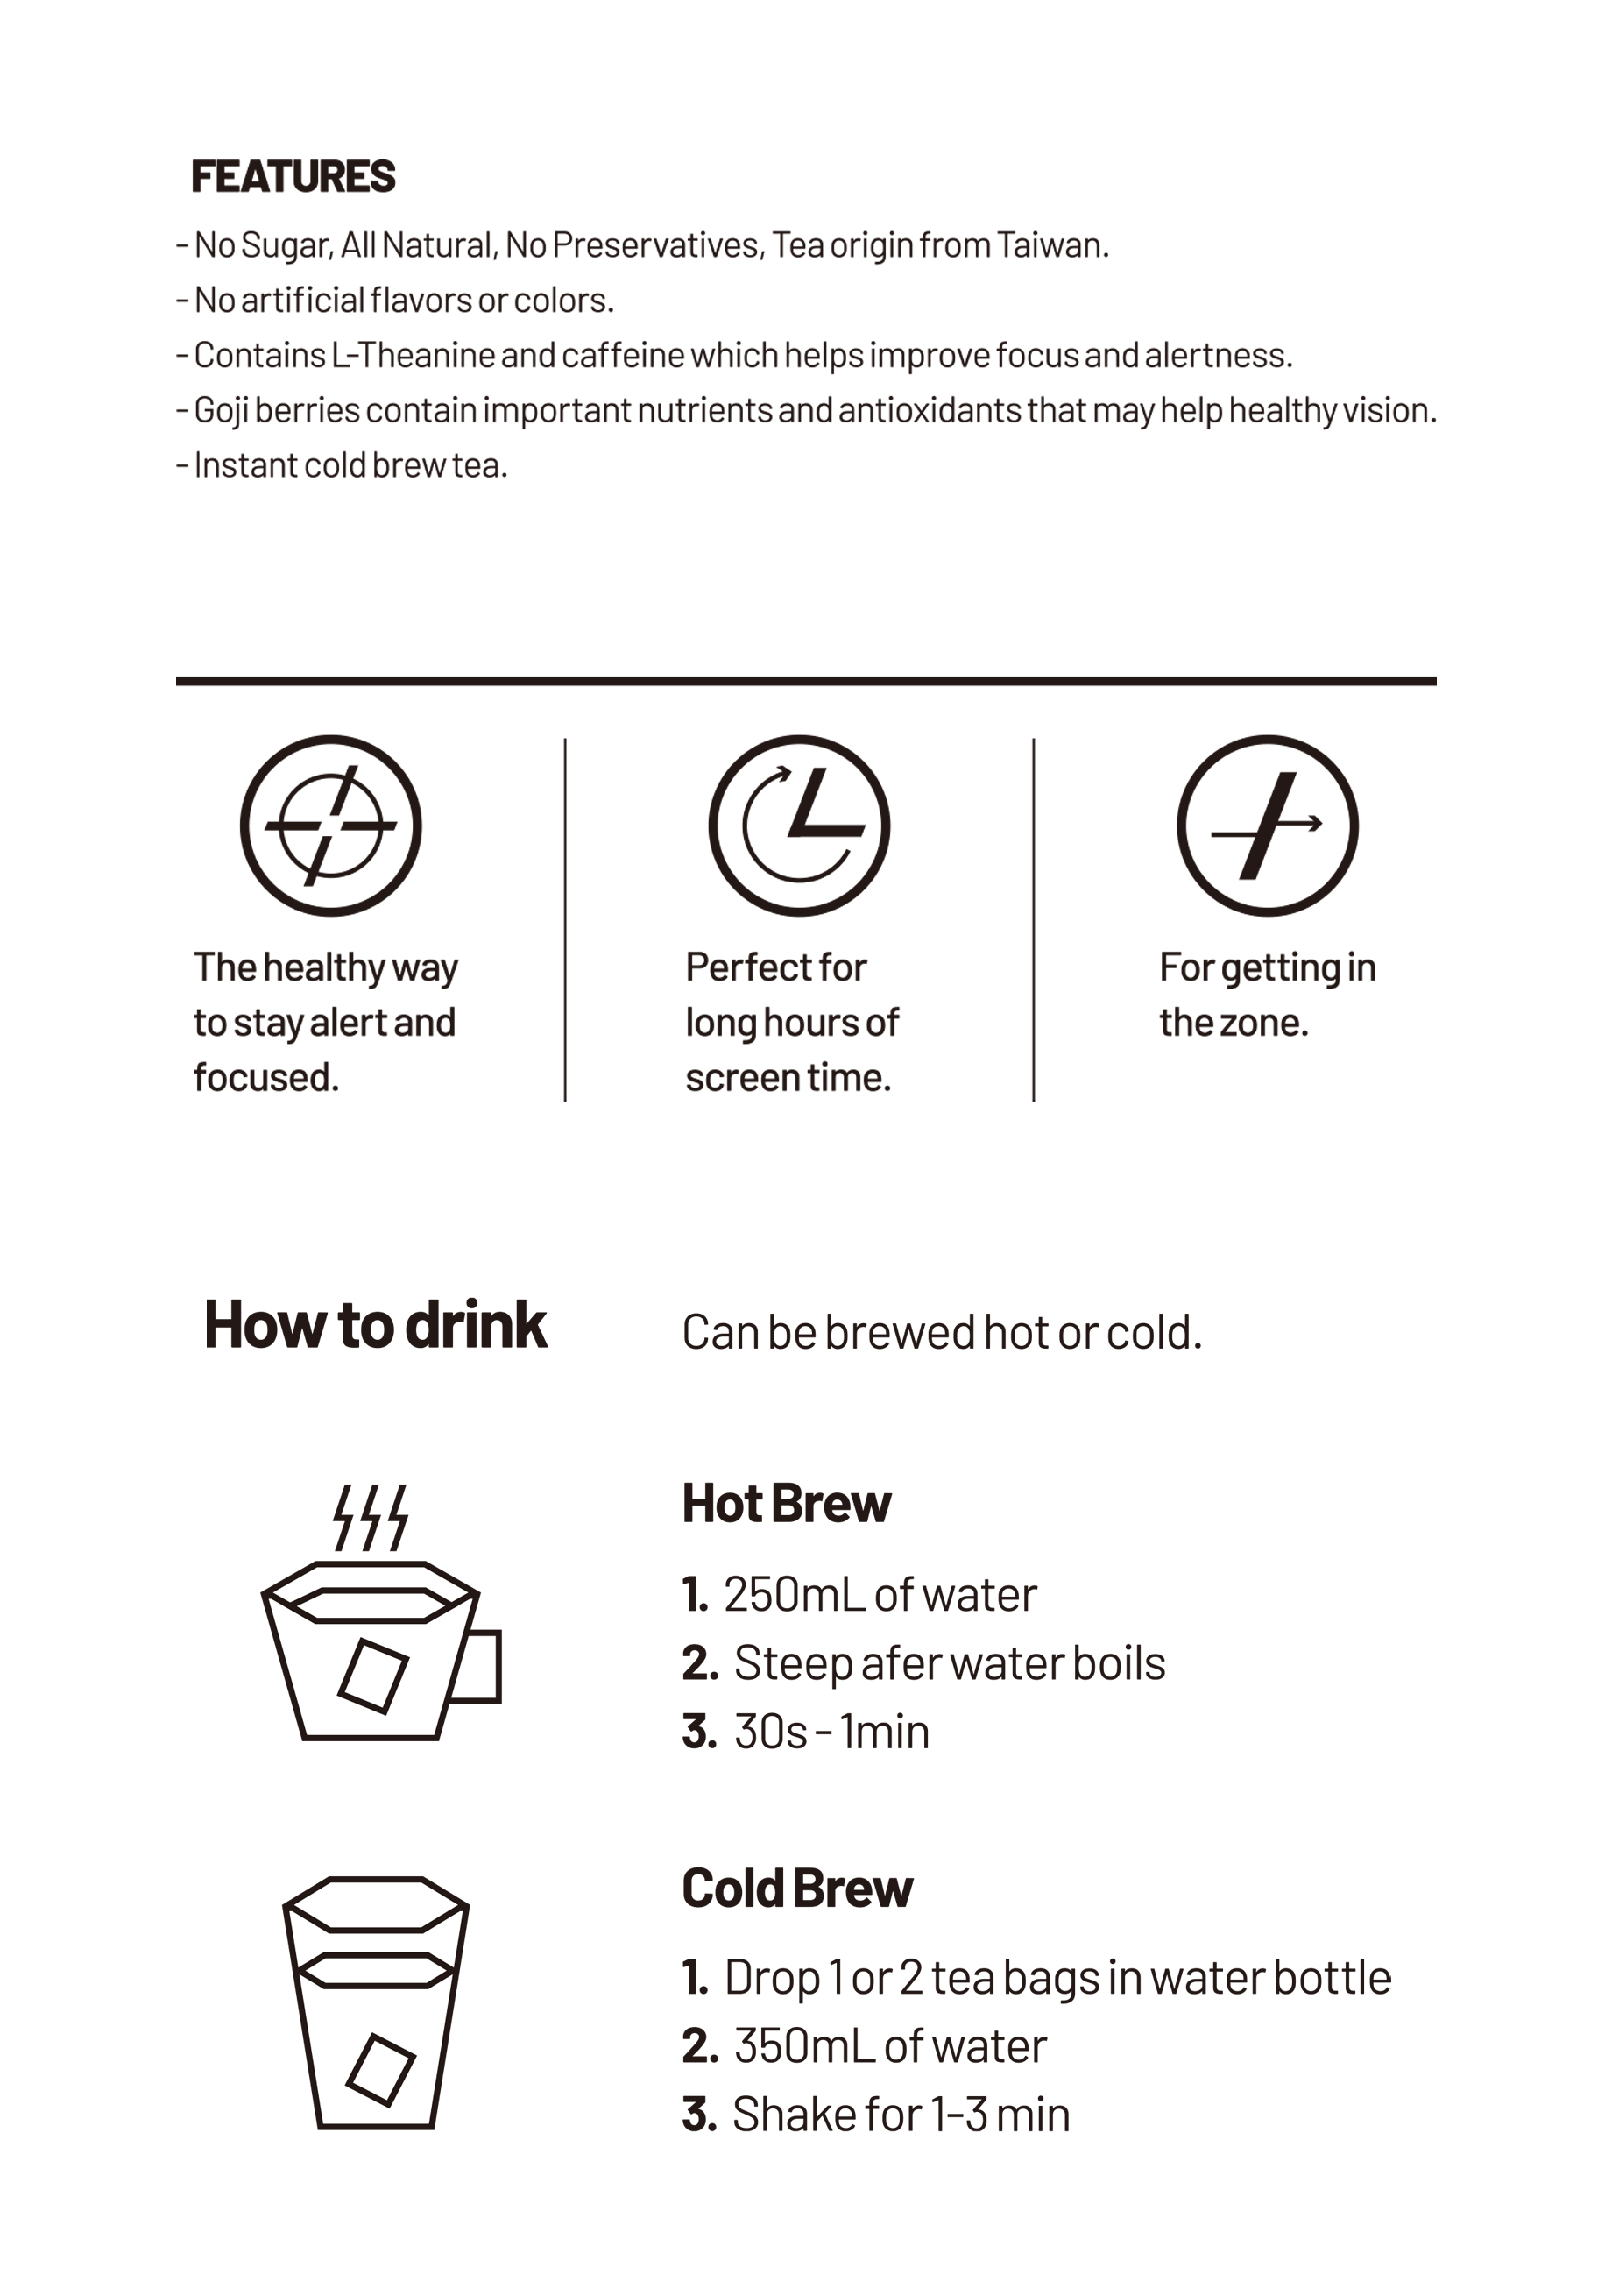 FEATURES
- No Sugar, All Natural, No Preservatives, Tea origin from Taiwan.
- No artificial flavors or colors.
- Contains L-Theanine and caffeine which helps improve focus and alertness.
- Goji berries contain important nutrients and antioxidants that may help healthy vision.
- Instant cold brew tea.
The healthy way
to stay alert and
focused.
Perfect for
long hours of
screen time.
For getting in
the zone.
How to drink
Can be brewed hot or cold.
Hot Brew
1. 250mL of water
2. Steep afer water boils
3. 30s - 1min
Cold Brew
1. Drop 1 or 2 tea bags in water bottle
2. 350mL of water
3. Shake for 1-3 min